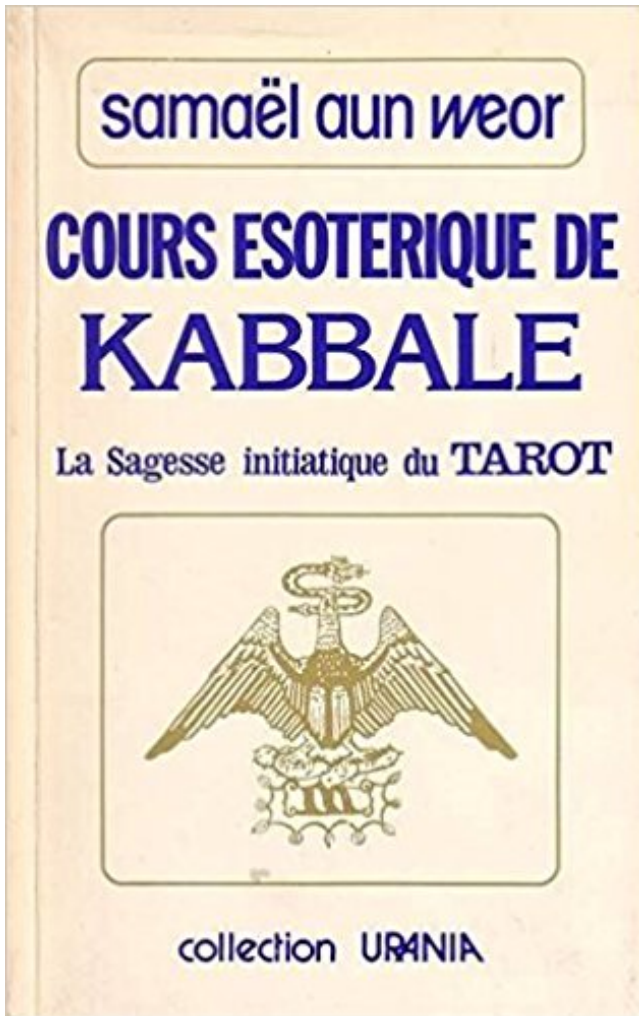 samaël aun weor
COURS ESOTERIQUE DE
KABBALE
La Sagesse initiatique du TAROT
m
collection URANIA